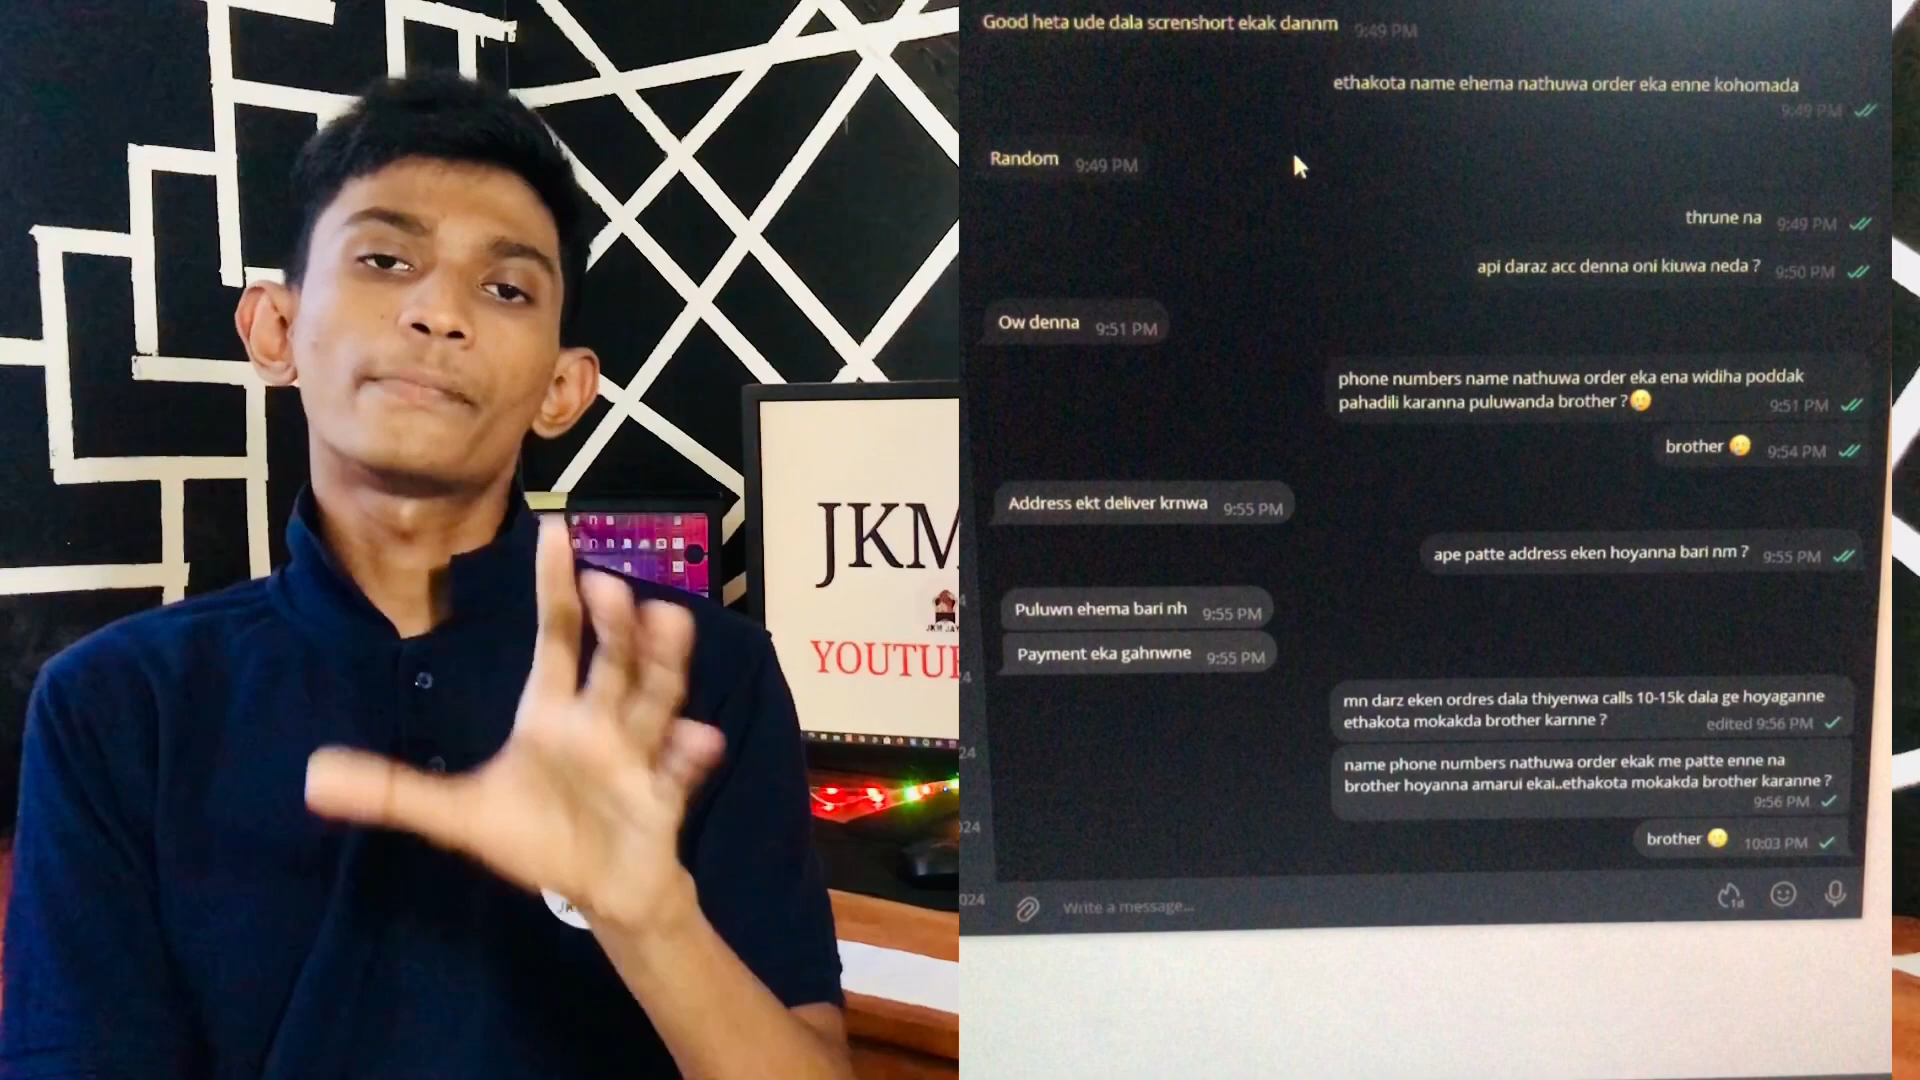 JKM
YOUTU
Good heta ude dala screnshort ekak dannm 9:49 PM
ethakota name ehema nathuwa order eka enne kohomada
9:49 PM
Random 9:49 PM
thrune na 9:49 PM
api daraz acc denna oni kiuwa neda ? 9:50 PM
Ow denna 9:51 PM
phone numbers name nathuwa order eka ena widiha poddak
pahadili karanna puluwanda brother ?🥲 9:51 PM
brother 🥲 9:54 PM
Address ekt deliver krnwa 9:55 PM
ape patte address eken hoyanna bari nm ? 9:55 PM
Puluwn ehema bari nh 9:55 PM
Payment eka gahnwne 9:55 PM
mn darz eken ordres dala thiyenwa calls 10-15k dala ge hoyaganne
ethakota mokakda brother karnne ? edited 9:56 PM
name phone numbers nathuwa order ekak me patte enne na
brother hoyanna amarui ekai..ethakota mokakda brother karanne ?
9:56 PM
brother 🥲 10:03 PM
24
24
024
024
Write a message...